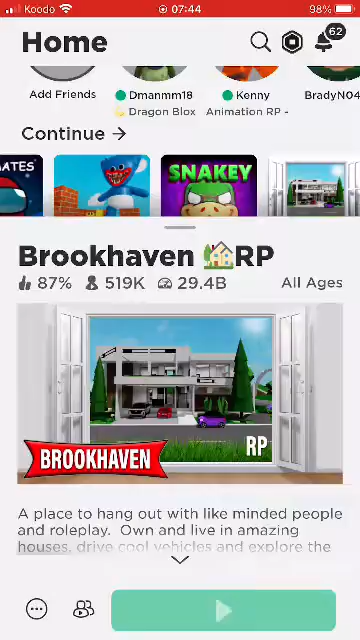 Koodo 07:44 98%
Home 62
Add Friends Dmanmm18 Kenny BradyN04
Dragon Blox Animation RP -
Continue →
MATES SNAKEY
Brookhaven 🏡RP
87% 519K 29.4B All Ages
BROOKHAVEN RP
A place to hang out with like minded people
and roleplay. Own and live in amazing
houses, drive cool vehicles and explore the